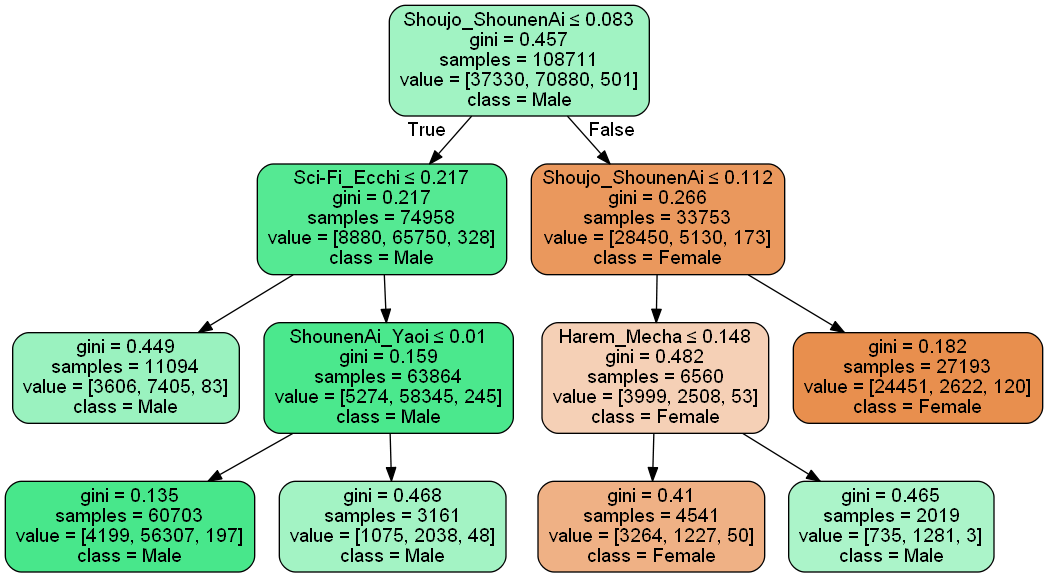 Shoujo_ShounenAi ≤ 0.083
gini = 0.457
samples = 108711
value = [37330, 70880, 501]
class = Male
True
False
Sci-Fi_Ecchi ≤ 0.217
gini = 0.217
samples = 74958
value = [8880, 65750, 328]
class = Male
Shoujo_ShounenAi ≤ 0.112
gini = 0.266
samples = 33753
value = [28450, 5130, 173]
class = Female
gini = 0.449
samples = 11094
value = [3606, 7405, 83]
class = Male
ShounenAi_Yaoi ≤ 0.01
gini = 0.159
samples = 63864
value = [5274, 58345, 245]
class = Male
Harem_Mecha ≤ 0.148
gini = 0.482
samples = 6560
value = [3999, 2508, 53]
class = Female
gini = 0.182
samples = 27193
value = [24451, 2622, 120]
class = Female
gini = 0.135
samples = 60703
value = [4199, 56307, 197]
class = Male
gini = 0.468
samples = 3161
value = [1075, 2038, 48]
class = Male
gini = 0.41
samples = 4541
value = [3264, 1227, 50]
class = Female
gini = 0.465
samples = 2019
value = [735, 1281, 3]
class = Male